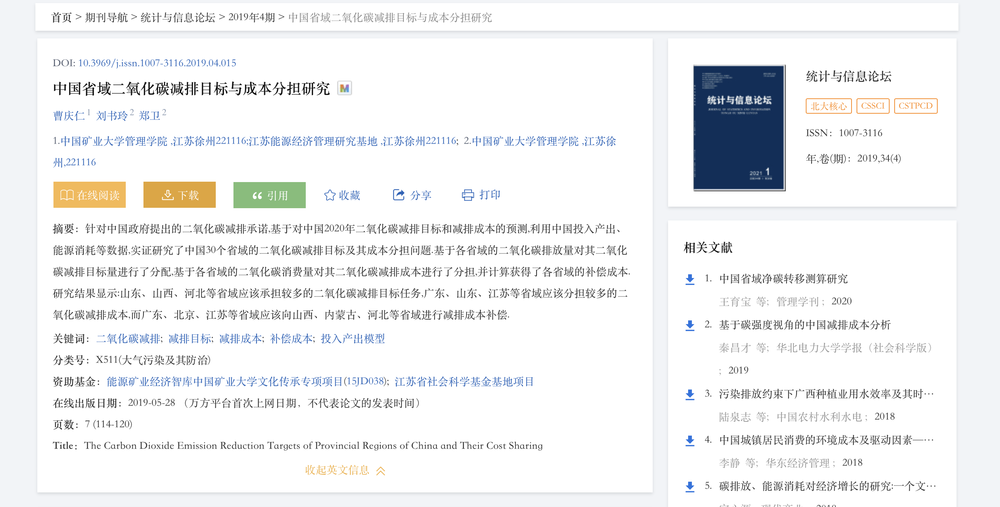 首页 > 期刊导航 > 统计与信息论坛 > 2019年4期 > 中国省域二氧化碳减排目标与成本分担研究
DOI: 10.3969/j.issn.1007-3116.2019.04.015
中国省域二氧化碳减排目标与成本分担研究 M
曹庆仁1 刘书玲2 郑卫2
1.中国矿业大学管理学院 ,江苏徐州221116;江苏能源经济管理研究基地 ,江苏徐州221116; 2.中国矿业大学管理学院 ,江苏徐
州,221116
在线阅读 下载 引用 收藏 分享 打印
摘要：针对中国政府提出的二氧化碳减排承诺,基于对中国2020年二氧化碳减排目标和减排成本的预测,利用中国投入产出、
能源消耗等数据,实证研究了中国30个省域的二氧化碳减排目标及其成本分担问题.基于各省域的二氧化碳排放量对其二氧化
碳减排目标量进行了分配,基于各省域的二氧化碳消费量对其二氧化碳减排成本进行了分担,并计算获得了各省域的补偿成本.
研究结果显示:山东、山西、河北等省域应该承担较多的二氧化碳减排目标任务,广东、山东、江苏等省域应该分担较多的二
氧化碳减排成本,而广东、北京、江苏等省域应该向山西、内蒙古、河北等省域进行减排成本补偿.
关键词：二氧化碳减排; 减排目标; 减排成本; 补偿成本; 投入产出模型
分类号：X511(大气污染及其防治)
资助基金：能源矿业经济智库中国矿业大学文化传承专项项目(15JD038); 江苏省社会科学基金基地项目
在线出版日期：2019-05-28 （万方平台首次上网日期，不代表论文的发表时间）
页数：7 (114-120)
Title：The Carbon Dioxide Emission Reduction Targets of Provincial Regions of China and Their Cost Sharing
收起英文信息
统计与信息论坛
JOURNAL OF STATISTICS AND INFORMATION
TONGJI YU XINXI LUNTAN
2021 1
统计与信息论坛
北大核心 CSSCI CSTPCD
ISSN：1007-3116
年,卷(期)：2019,34(4)
相关文献
1. 中国省域净碳转移测算研究
王育宝 等; 管理学刊； 2020
2. 基于碳强度视角的中国减排成本分析
秦昌才 等; 华北电力大学学报（社会科学版）
； 2019
3. 污染排放约束下广西种植业用水效率及其时…
陆泉志 等; 中国农村水利水电； 2018
4. 中国城镇居民消费的环境成本及驱动因素—…
李静 等; 华东经济管理； 2018
5. 碳排放、能源消耗对经济增长的研究:一个文…